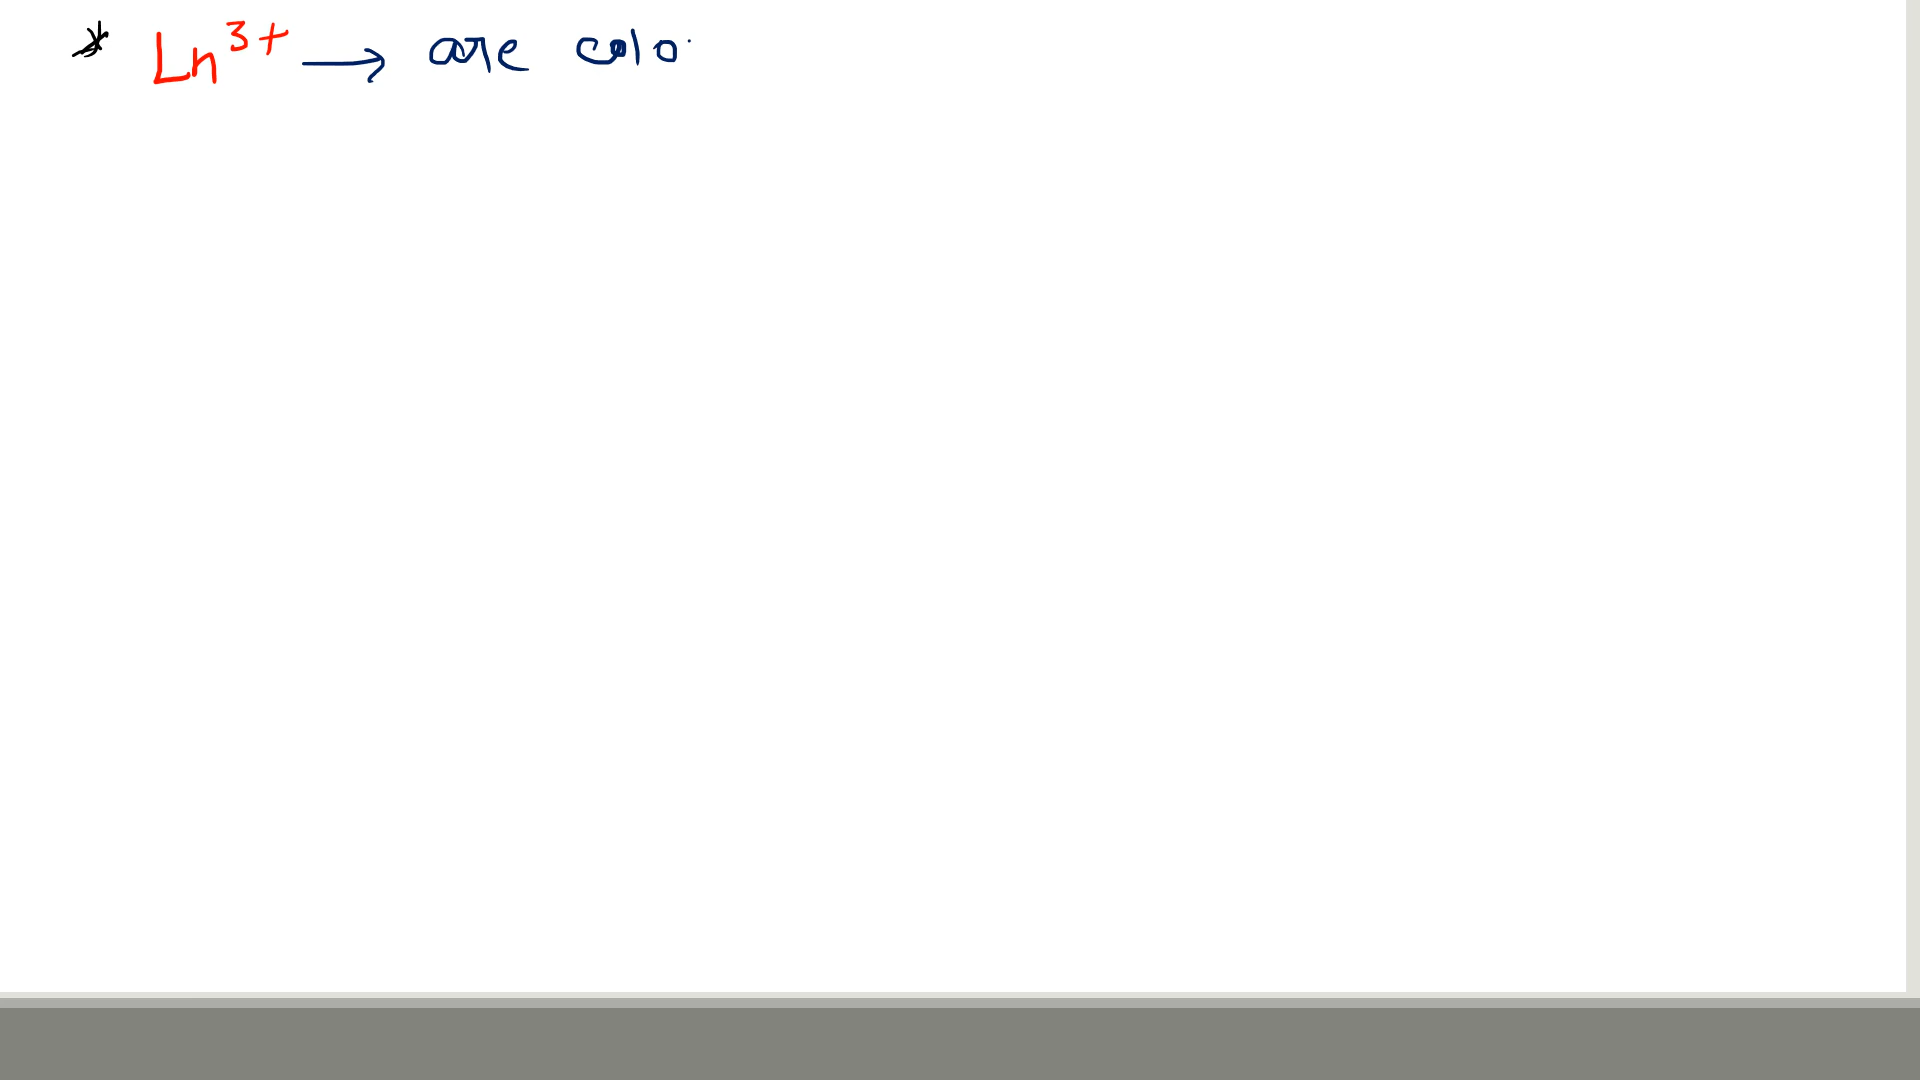 * Ln³⁺ → are colo